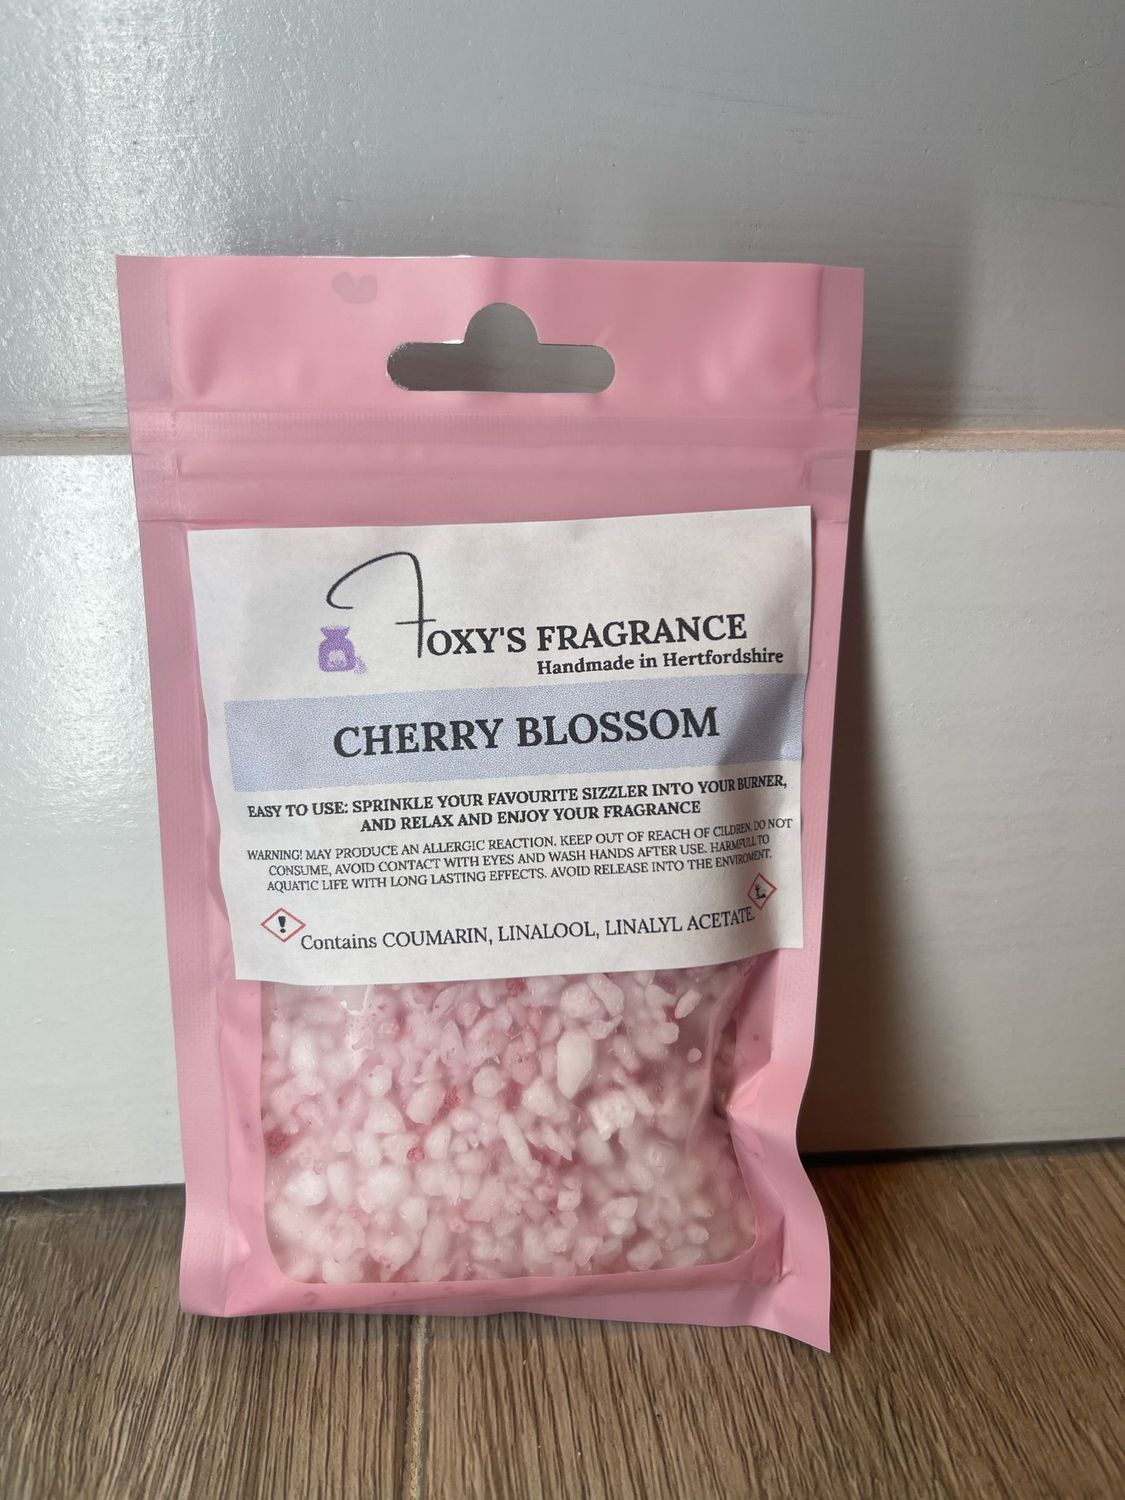 FOXY'S FRAGRANCE
Handmade in Hertfordshire
CHERRY BLOSSOM
EASY TO USE: SPRINKLE YOUR FAVOURITE SIZZLER INTO YOUR BURNER,
AND RELAX AND ENJOY YOUR FRAGRANCE
WARNING! MAY PRODUCE AN ALLERGIC REACTION. KEEP OUT OF REACH OF CILDREN. DO NOT
CONSUME, AVOID CONTACT WITH EYES AND WASH HANDS AFTER USE. HARMFULL TO
AQUATIC LIFE WITH LONG LASTING EFFECTS. AVOID RELEASE INTO THE ENVIROMENT.
Contains COUMARIN, LINALOOL, LINALYL ACETATE.